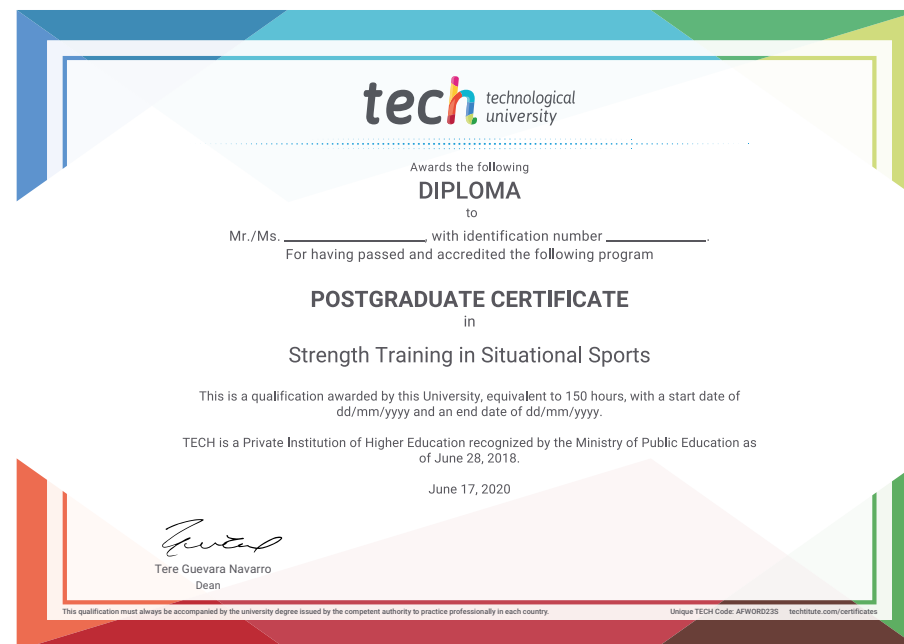 tech technological
university
Awards the following
DIPLOMA
to
Mr./Ms. ____________________, with identification number ______________.
For having passed and accredited the following program
POSTGRADUATE CERTIFICATE
in
Strength Training in Situational Sports
This is a qualification awarded by this University, equivalent to 150 hours, with a start date of
dd/mm/yyyy and an end date of dd/mm/yyyy.
TECH is a Private Institution of Higher Education recognized by the Ministry of Public Education as
of June 28, 2018.
June 17, 2020
Tere Guevara Navarro
Dean
This qualification must always be accompanied by the university degree issued by the competent authority to practice professionally in each country. Unique TECH Code: AFWORD23S techtitute.com/certificates